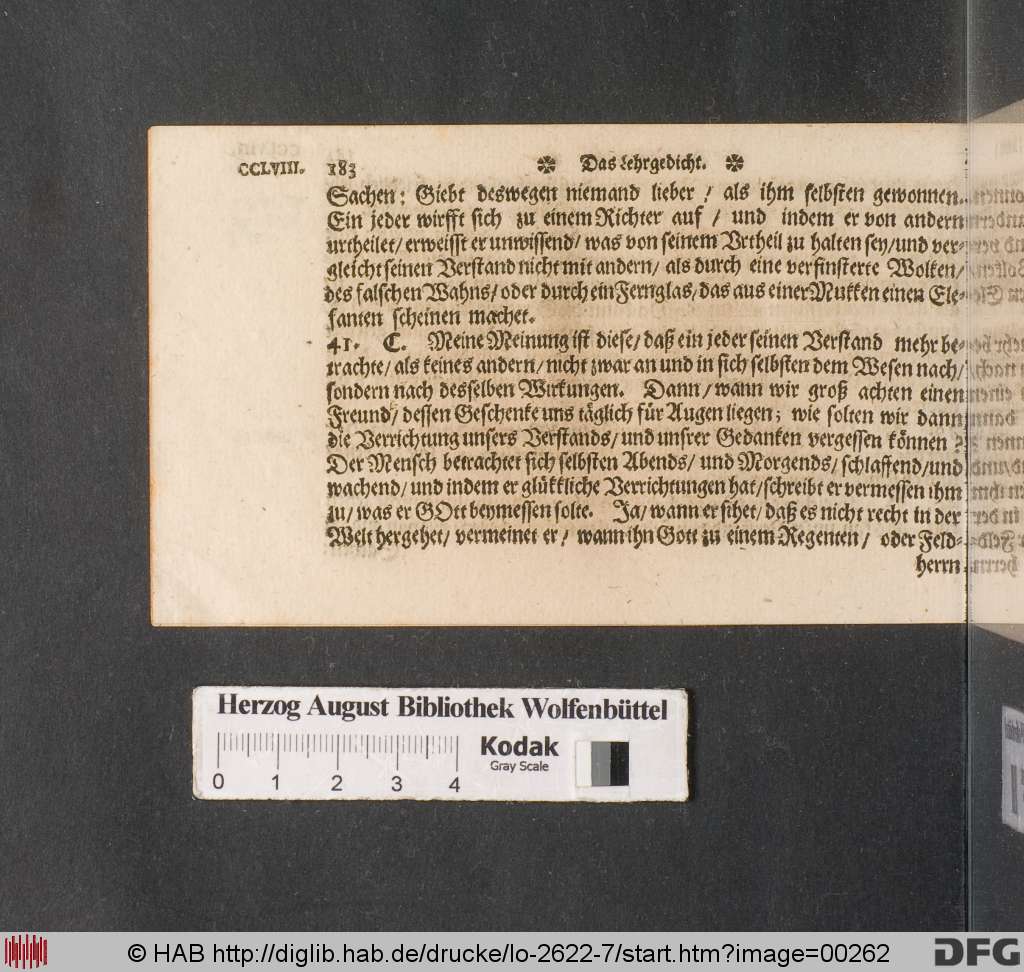 CCLVIII. 183 ✼ Das Lehrgedicht. ✼
Sachen: Giebt deswegen niemand lieber / als ihm selbsten gewonnen.
Ein jeder wirfft sich zu einem Richter auf / und indem er von andern
urtheilet/ erweisst er unwissend/ was von seinem Vrtheil zu halten sey/und ver-
gleicht seinen Verstand nicht mit andern/ als durch eine verfinsterte Wolken/
des falschen Wahns/ oder durch ein Fernglas/ das aus einer Mukken einen Ele-
fanten scheinen machet.
41. C. Meine Meinung ist diese/ daß ein jeder seinen Verstand mehr be-
trachte/ als keines andern/ nicht zwar an und in sich selbsten dem Wesen nach/
sondern nach desselben Wirkungen. Dann/ wann wir groß achten einen
Freund/ dessen Geschenke uns täglich für Augen liegen; wie solten wir dann
die Verrichtung unsers Verstands/ und unsrer Gedanken vergessen können?
Der Mensch betrachtet sich selbsten Abends/ und Morgends/ schlaffend/und
wachend/ und indem er glükkliche Verrichtungen hat/ schreibt er vermessen ihm
zu/ was er GOtt beymessen solte. Ja/ wann er sihet/ daß es nicht recht in der
Welt hergehet/ vermeinet er/ wann ihn Gott zu einem Regenten/ oder Feld-
herrn
Herzog August Bibliothek Wolfenbüttel
0 1 2 3 4
Kodak
Gray Scale
© HAB http://diglib.hab.de/drucke/lo-2622-7/start.htm?image=00262
DFG